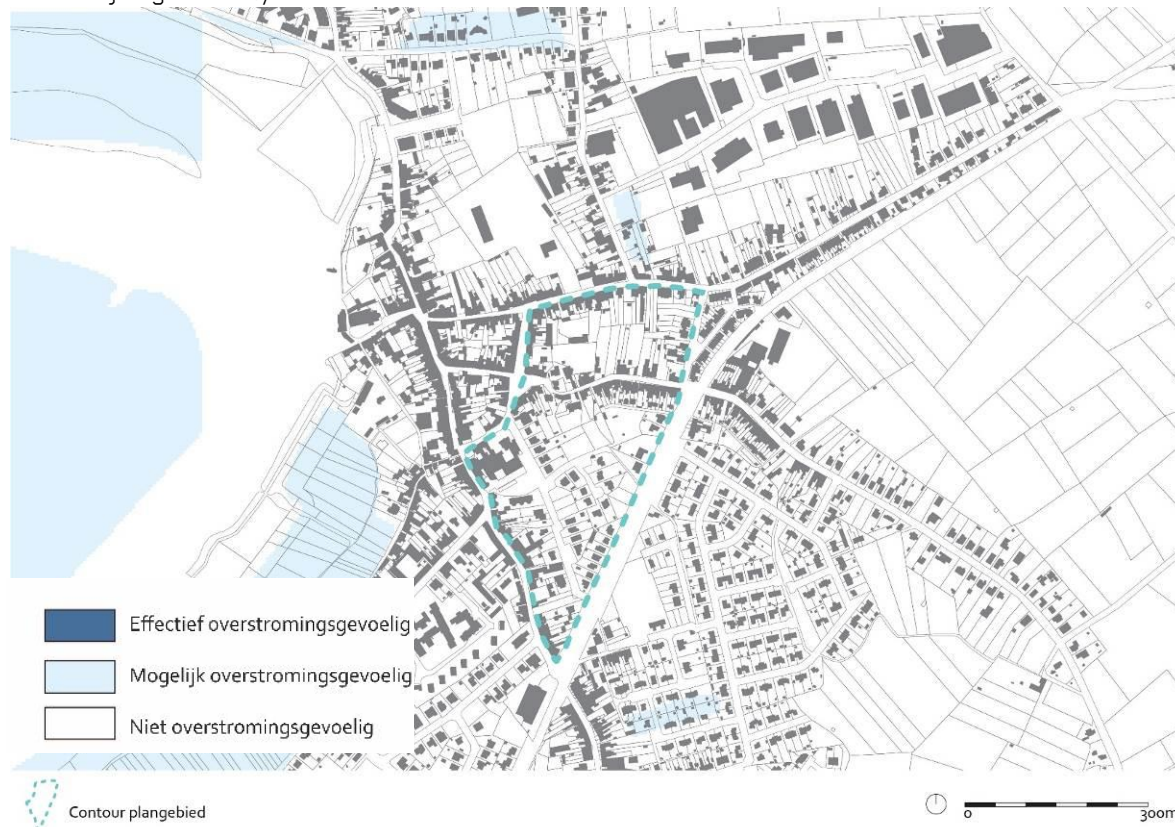 Effectief overstromingsgevoelig
Mogelijk overstromingsgevoelig
Niet overstromingsgevoelig
Contour plangebied
0 300m